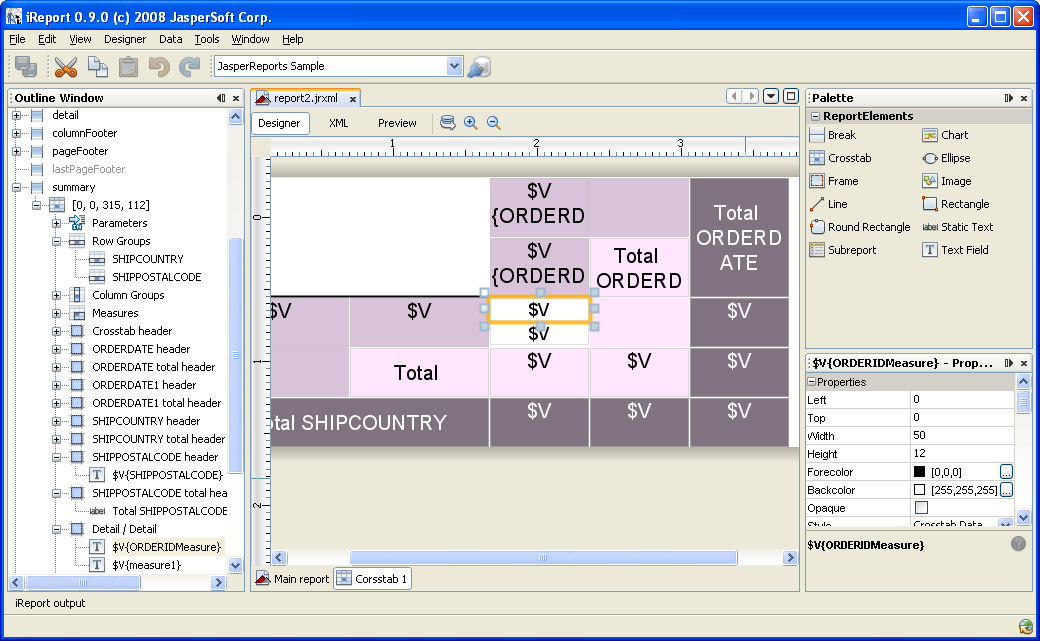 iReport 0.9.0 (c) 2008 JasperSoft Corp.
File Edit View Designer Data Tools Window Help
JasperReports Sample
Outline Window
detail
columnFooter
pageFooter
lastPageFooter
summary
[0, 0, 315, 112]
Parameters
Row Groups
SHIPCOUNTRY
SHIPPOSTALCODE
Column Groups
Measures
Crosstab header
ORDERDATE header
ORDERDATE total header
ORDERDATE1 header
ORDERDATE1 total header
SHIPCOUNTRY header
SHIPCOUNTRY total header
SHIPPOSTALCODE header
$V{SHIPPOSTALCODE}
SHIPPOSTALCODE total hea
label Total SHIPPOSTALCODE
Detail / Detail
$V{ORDERIDMeasure}
$V{measure1}
report2.jrxml
Designer XML Preview
1 2 3
0
1
2
$V
{ORDERD
Total
ORDERD
ATE
$V
{ORDERD
Total
ORDERD
$V $V $V $V
$V
Total $V $V $V
otal SHIPCOUNTRY $V $V $V
Main report Corsstab 1
Palette
ReportElements
Break Chart
Crosstab Ellipse
Frame Image
Line Rectangle
Round Rectangle label Static Text
Subreport T Text Field
$V{ORDERIDMeasure} - Prop...
Properties
Left 0
Top 0
Width 50
Height 12
Forecolor [0,0,0] ...
Backcolor [255,255,255] ...
Opaque
Style Crosstab Data
$V{ORDERIDMeasure}
iReport output